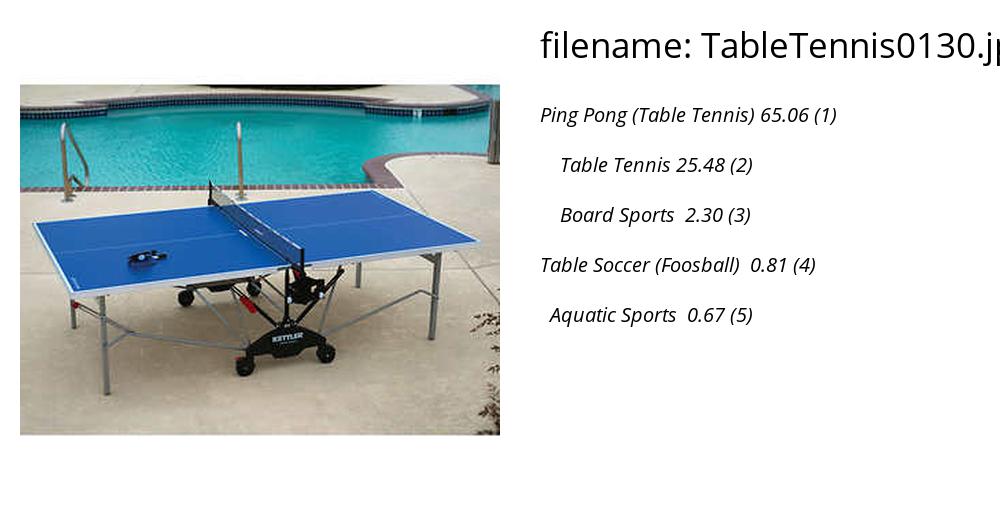 filename: TableTennis0130.jp
Ping Pong (Table Tennis) 65.06 (1)
Table Tennis 25.48 (2)
Board Sports 2.30 (3)
Table Soccer (Foosball) 0.81 (4)
Aquatic Sports 0.67 (5)
KETTLER